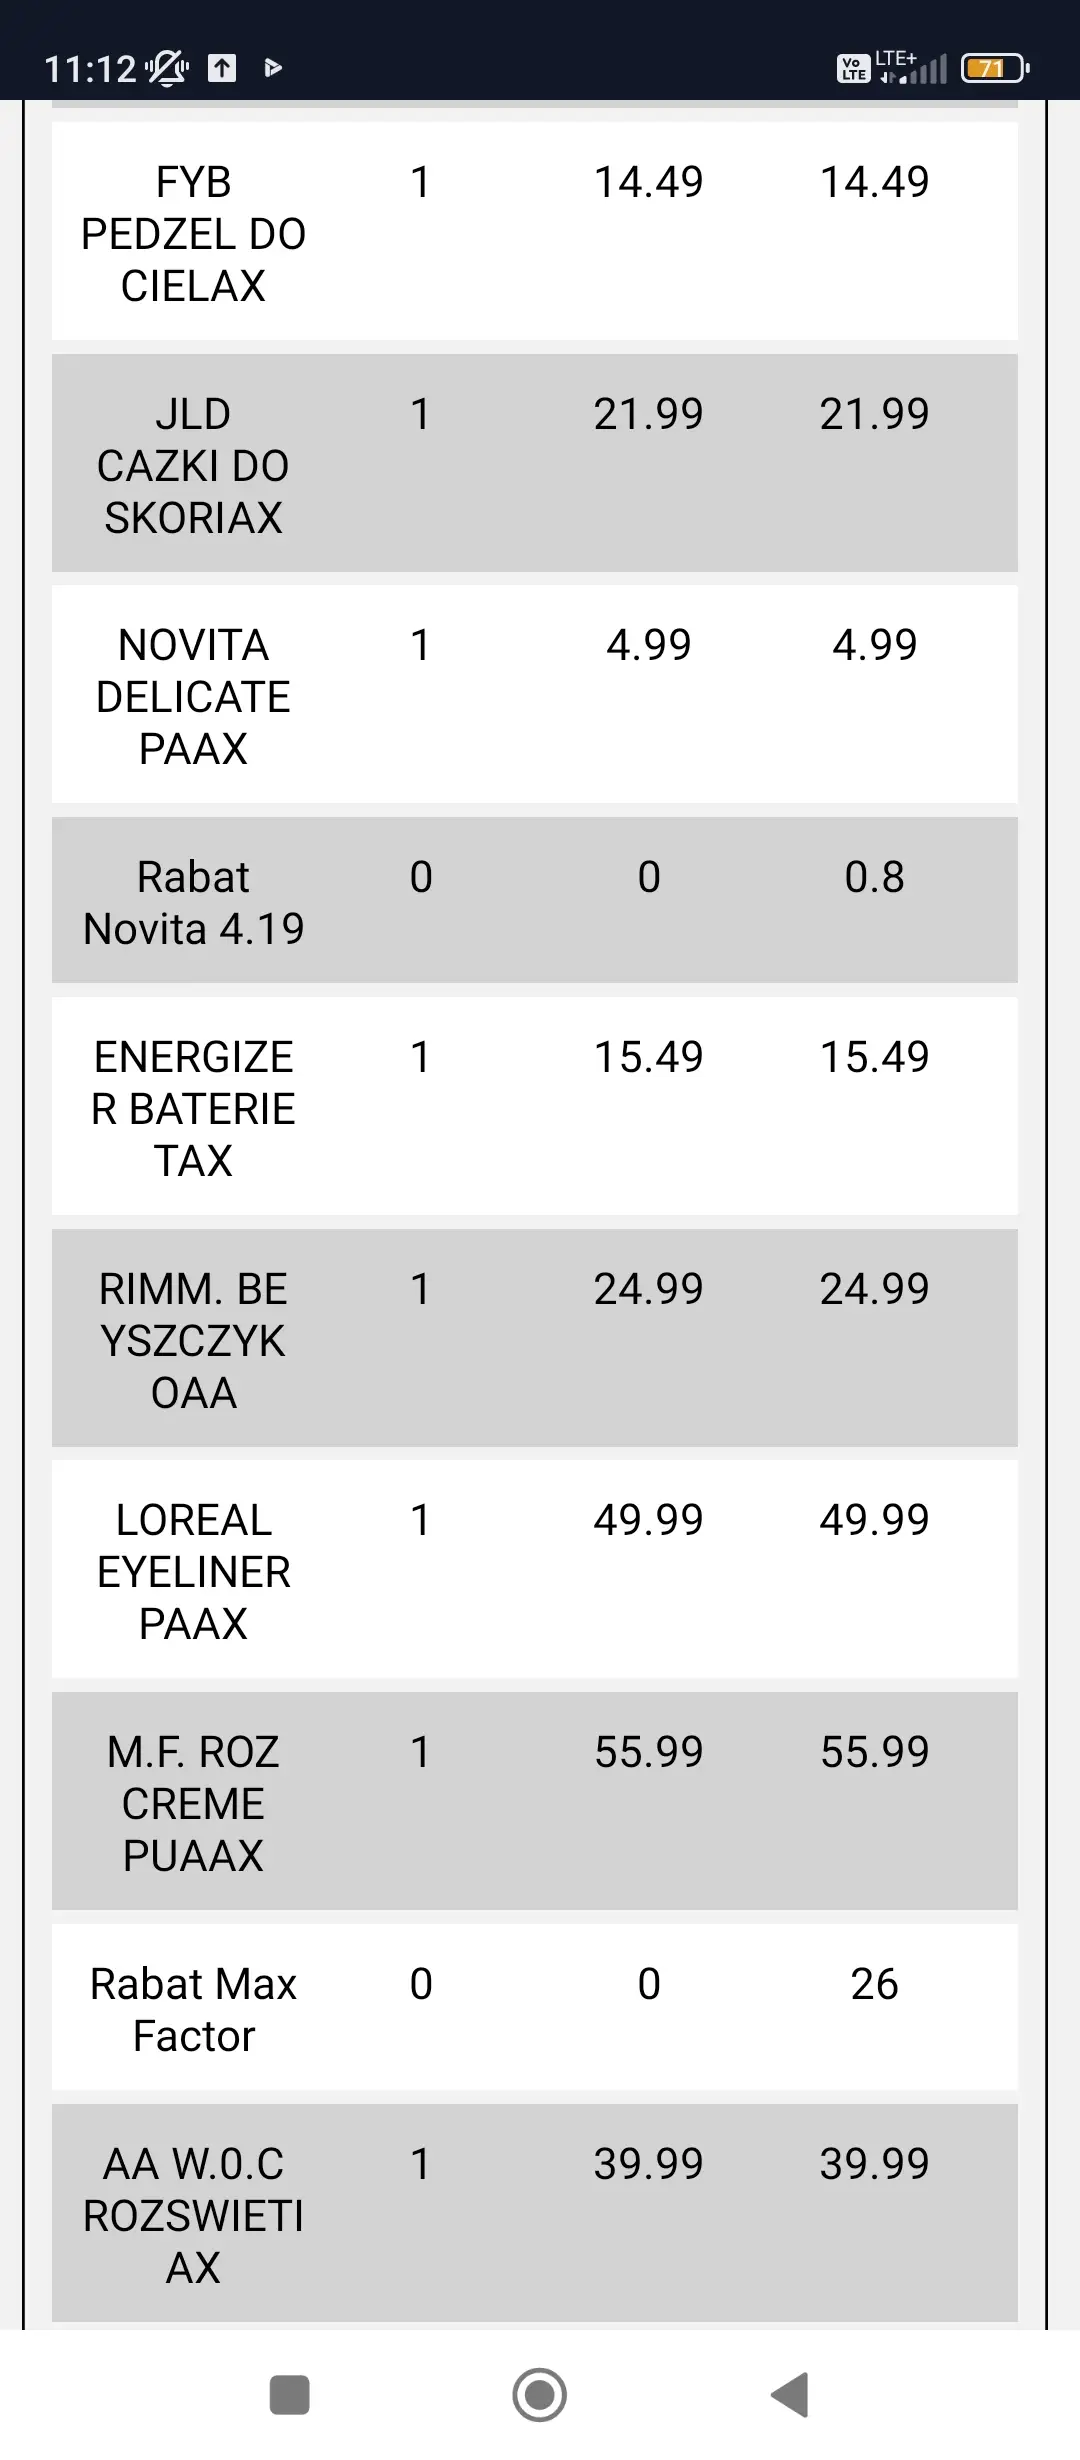 11:12 Vo LTE LTE+ 71
FYB 1 14.49 14.49
PEDZEL DO
CIELAX
JLD 1 21.99 21.99
CAZKI DO
SKORIAX
NOVITA 1 4.99 4.99
DELICATE
PAAX
Rabat 0 0 0.8
Novita 4.19
ENERGIZE 1 15.49 15.49
R BATERIE
TAX
RIMM. BE 1 24.99 24.99
YSZCZYK
OAA
LOREAL 1 49.99 49.99
EYELINER
PAAX
M.F. ROZ 1 55.99 55.99
CREME
PUAAX
Rabat Max 0 0 26
Factor
AA W.0.C 1 39.99 39.99
ROZSWIETI
AX